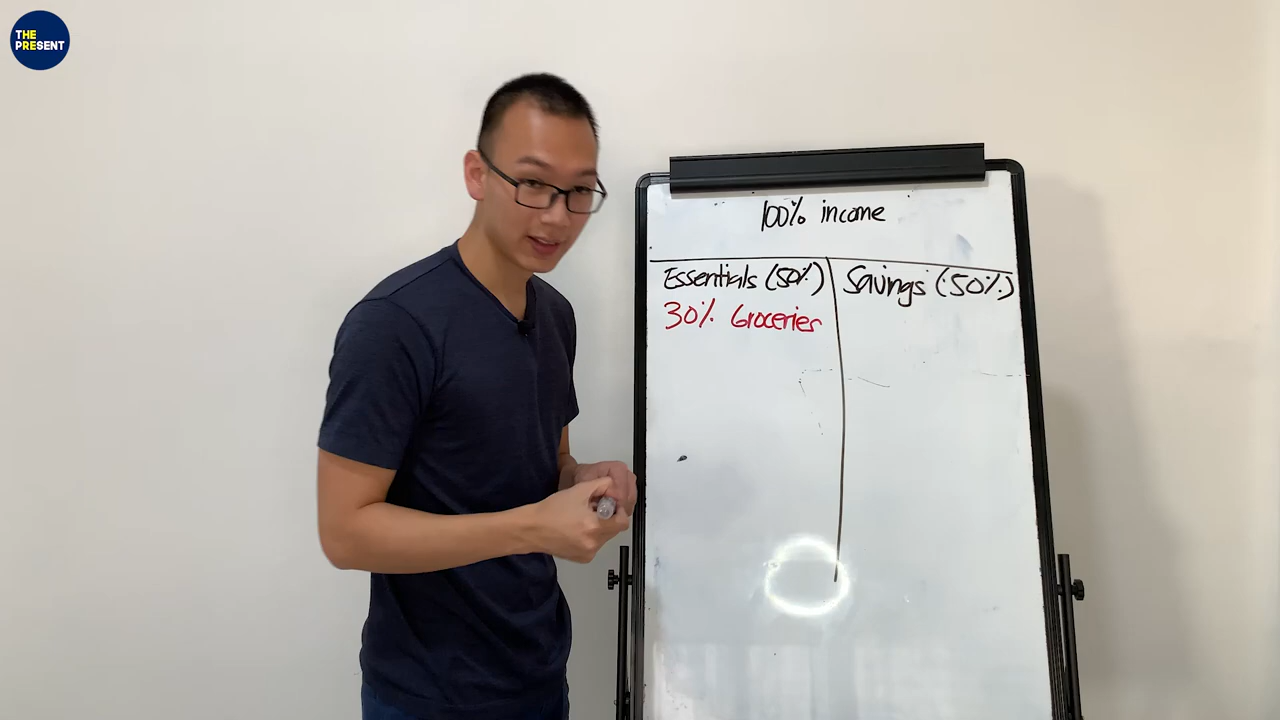 THE
PRESENT
100% income
Essentials (50%)
Savings (50%)
30% Groceries